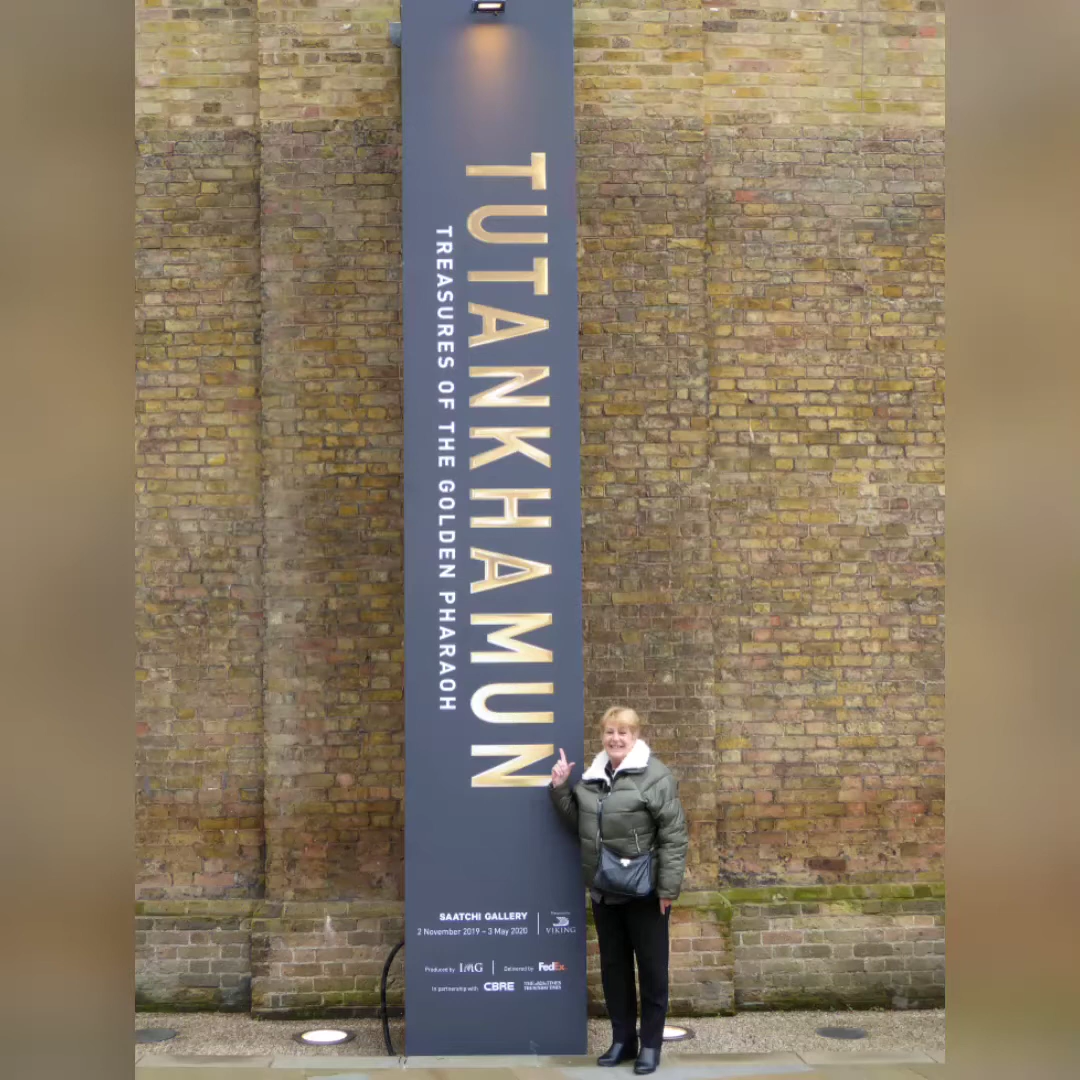 TUTANKHAMUN
TREASURES OF THE GOLDEN PHARAOH
SAATCHI GALLERY
2 November 2019 – 3 May 2020
VIKING
Produced by IMG
Delivered by FedEx
In partnership with CBRE